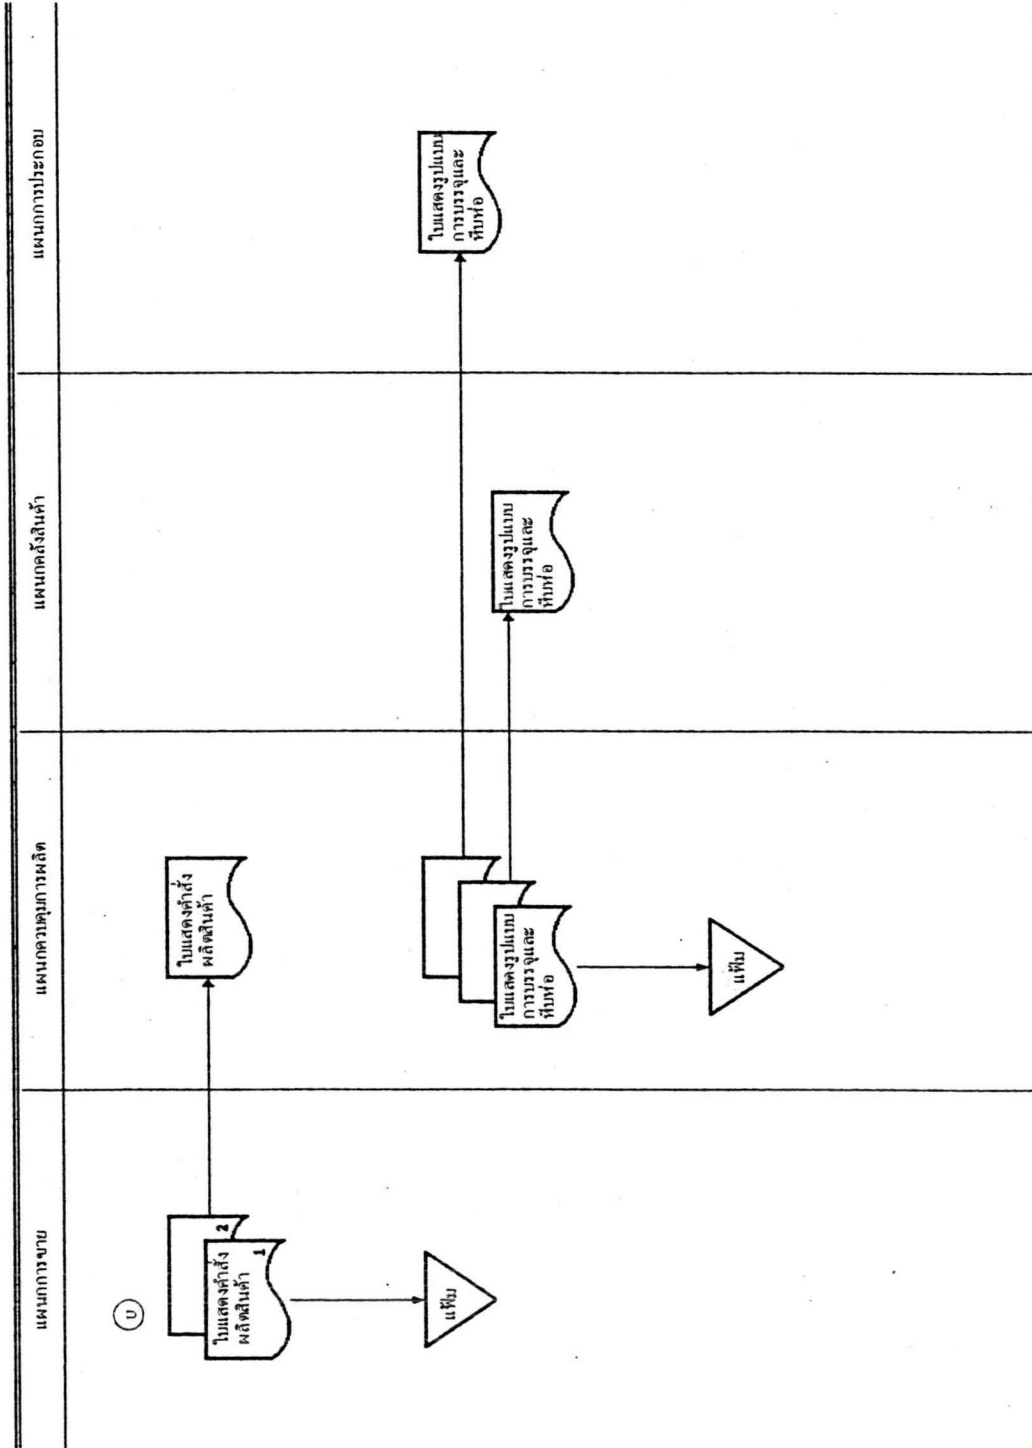 แผนกการขาย
แผนกควบคุมการผลิต
แผนกคลังสินค้า
แผนกการประกอบ
บ
2
ใบแสดงคำสั่ง
ผลิตสินค้า
1
แฟ้ม
ใบแสดงคำสั่ง
ผลิตสินค้า
ใบแสดงรูปแบบ
การบรรจุและ
หีบห่อ
แฟ้ม
ใบแสดงรูปแบบ
การบรรจุและ
หีบห่อ
ใบแสดงรูปแบบ
การบรรจุและ
หีบห่อ